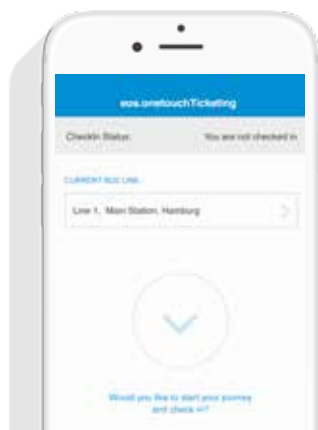 eos.onetouchTicketing
Checkin Status: You are not checked in
CURRENT BUS LINE:
Line 1, Main Station, Hamburg
Would you like to start your journey
and check in?